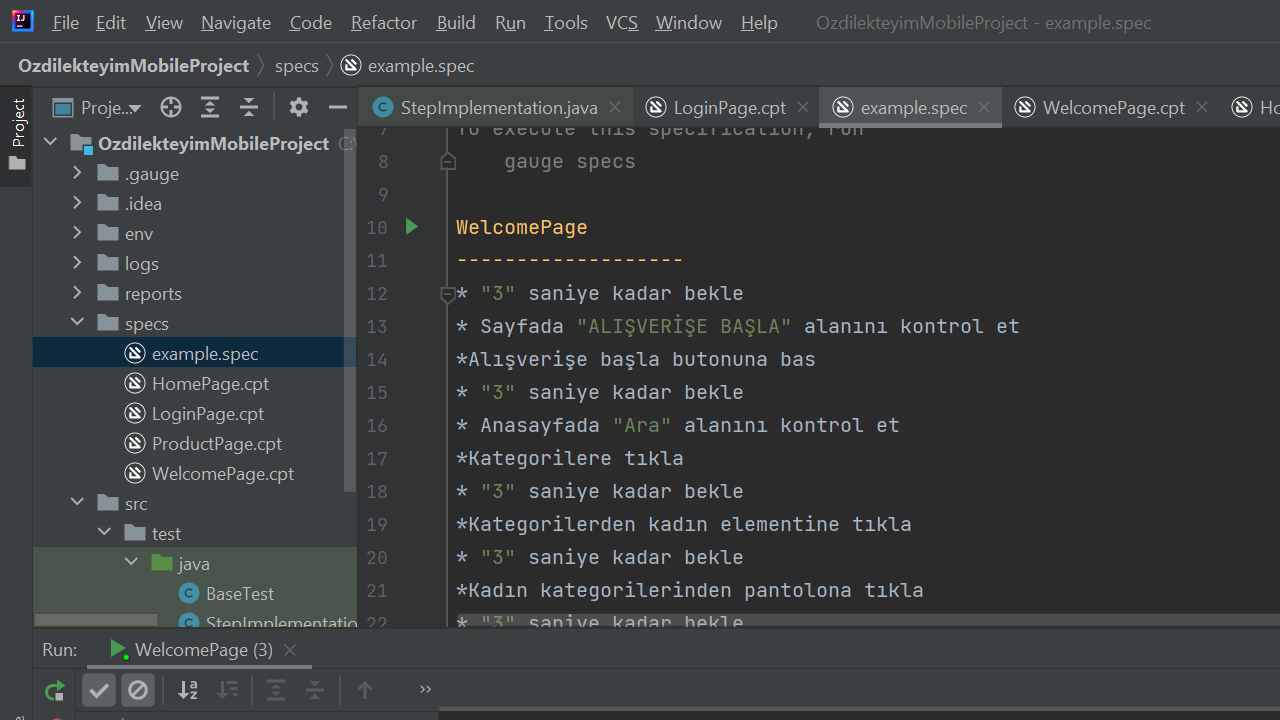 File Edit View Navigate Code Refactor Build Run Tools VCS Window Help OzdilekteyimMobileProject - example.spec
OzdilekteyimMobileProject specs example.spec
Project
Proje...
StepImplementation.java LoginPage.cpt example.spec WelcomePage.cpt Ho
OzdilekteyimMobileProject
.gauge
.idea
env
logs
reports
specs
example.spec
HomePage.cpt
LoginPage.cpt
ProductPage.cpt
WelcomePage.cpt
src
test
java
BaseTest
StepImplementatio
7 To execute this specification, run
8 gauge specs
9
10 WelcomePage
11 -------------------
12 * "3" saniye kadar bekle
13 * Sayfada "ALIŞVERİŞE BAŞLA" alanını kontrol et
14 *Alışverişe başla butonuna bas
15 * "3" saniye kadar bekle
16 * Anasayfada "Ara" alanını kontrol et
17 *Kategorilere tıkla
18 * "3" saniye kadar bekle
19 *Kategorilerden kadın elementine tıkla
20 * "3" saniye kadar bekle
21 *Kadın kategorilerinden pantolona tıkla
22 * "3" saniye kadar bekle
Run: WelcomePage (3)